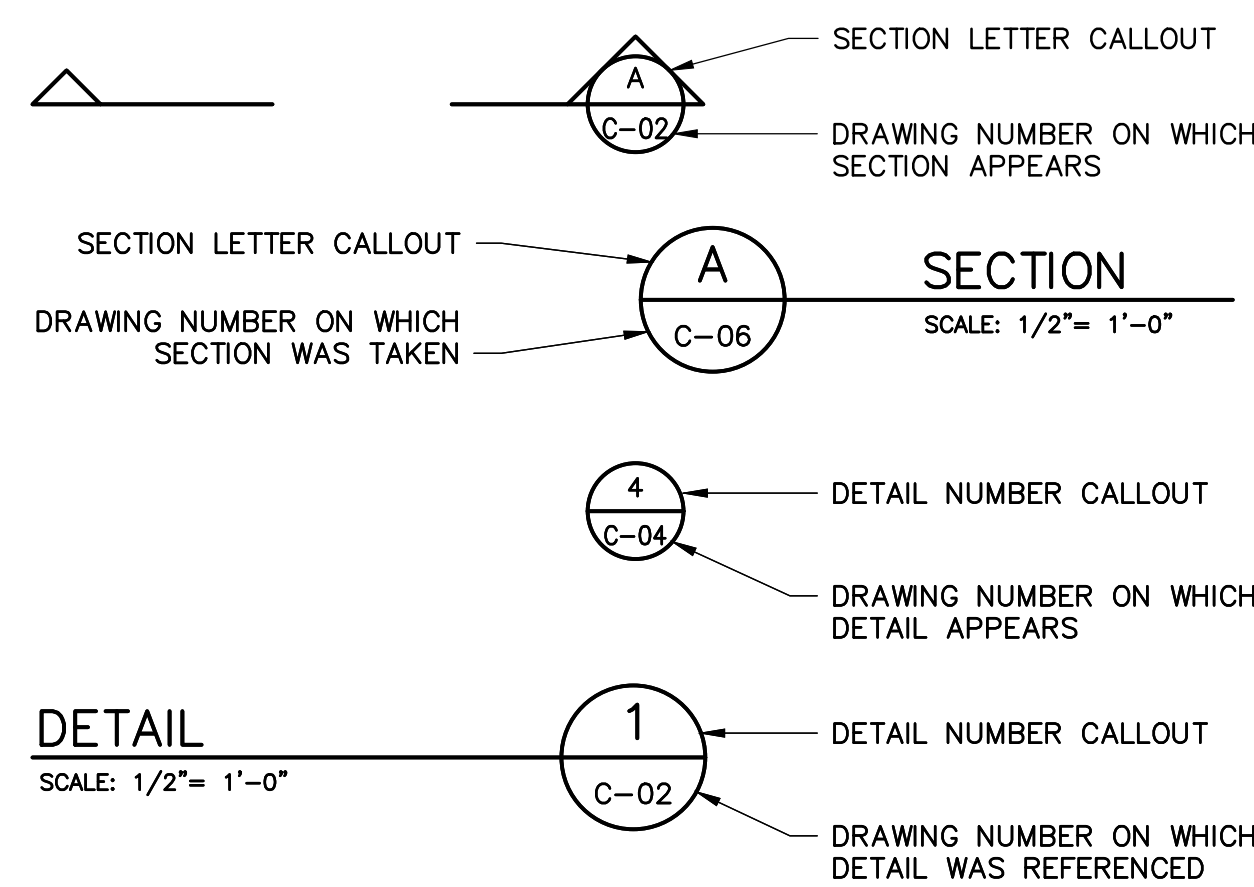 SECTION LETTER CALLOUT
A
C-02
DRAWING NUMBER ON WHICH
SECTION APPEARS
SECTION LETTER CALLOUT
DRAWING NUMBER ON WHICH
SECTION WAS TAKEN
A
C-06
SECTION
SCALE: 1/2"= 1'-0"
4
C-04
DETAIL NUMBER CALLOUT
DRAWING NUMBER ON WHICH
DETAIL APPEARS
DETAIL
SCALE: 1/2"= 1'-0"
1
C-02
DETAIL NUMBER CALLOUT
DRAWING NUMBER ON WHICH
DETAIL WAS REFERENCED